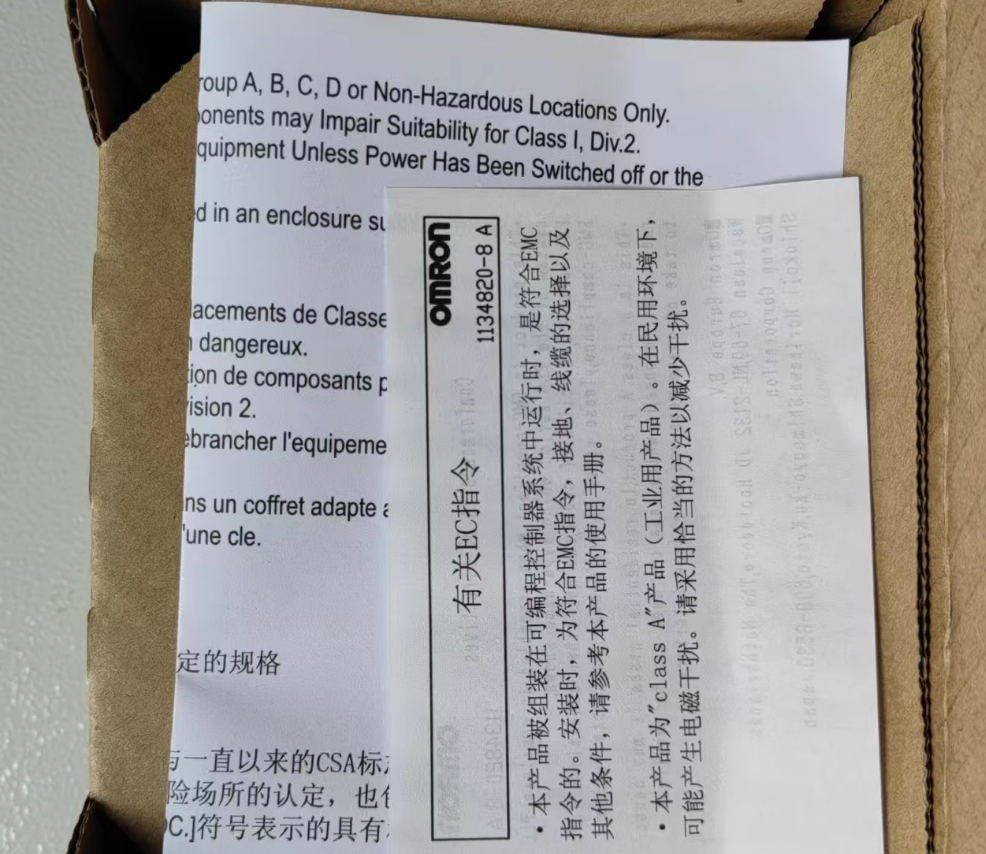 roup A, B, C, D or Non-Hazardous Locations Only.
onents may Impair Suitability for Class I, Div.2.
quipment Unless Power Has Been Switched off or the
d in an enclosure su
acements de Classe
dangereux.
ion de composants p
ision 2.
ebrancher l'equipeme
ns un coffret adapte a
'une cle.
定的规格
与一直以来的CSA标
险场所的认定，也
C.]符号表示的具有
OMRON
1134820-8 A
有关EC指令
・本产品被组装在可编程控制器系统中运行时，是符合EMC
指令的。安装时，为符合EMC指令，接地、线缆的选择以及
其他条件，请参考本产品的使用手册。
・本产品为"class A"产品（工业用产品）。在民用环境下，
可能产生电磁干扰。请采用恰当的方法以减少干扰。